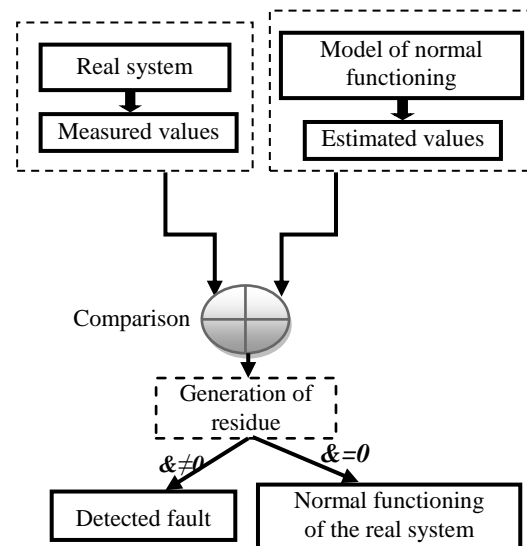 Real system
Measured values
Model of normal
functioning
Estimated values
Comparison
Generation of
residue
&≠0
&=0
Detected fault
Normal functioning
of the real system